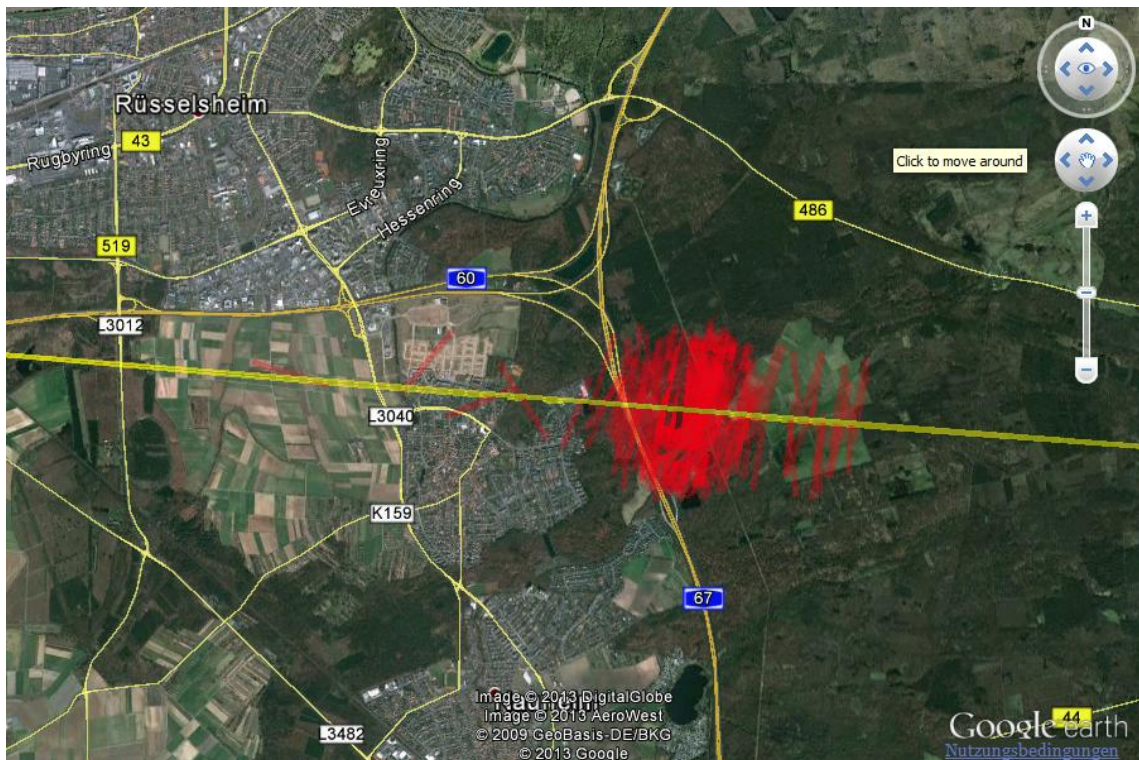 N
Rüsselsheim
43
Rugbyring
Evreuxring
Click to move around
Hessenring
486
519
60
L3012
L3040
K159
67
Nauheim
Image © 2013 DigitalGlobe
Image © 2013 AeroWest
© 2009 GeoBasis-DE/BKG
© 2013 Google
L3482
44
Google earth
Nutzungsbedingungen